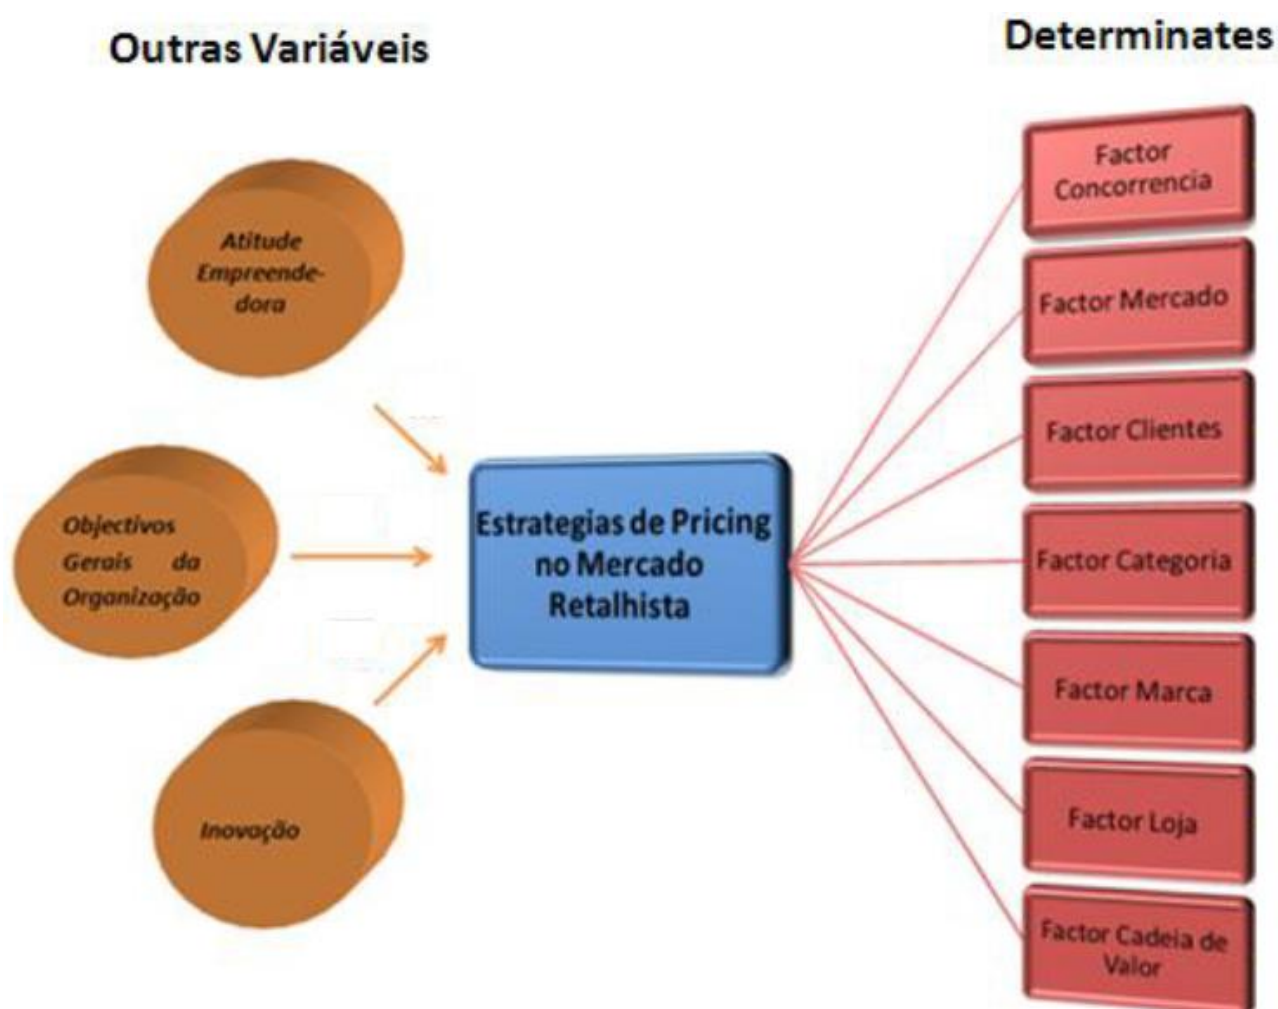 Outras Variáveis
Determinates
Atitude
Empreende-
dora
Objectivos
Gerais da
Organização
Inovação
Estrategias de Pricing
no Mercado
Retalhista
Factor
Concorrencia
Factor Mercado
Factor Clientes
Factor Categoria
Factor Marca
Factor Loja
Factor Cadeia de
Valor